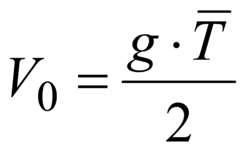 V₀ = g · T̅ / 2